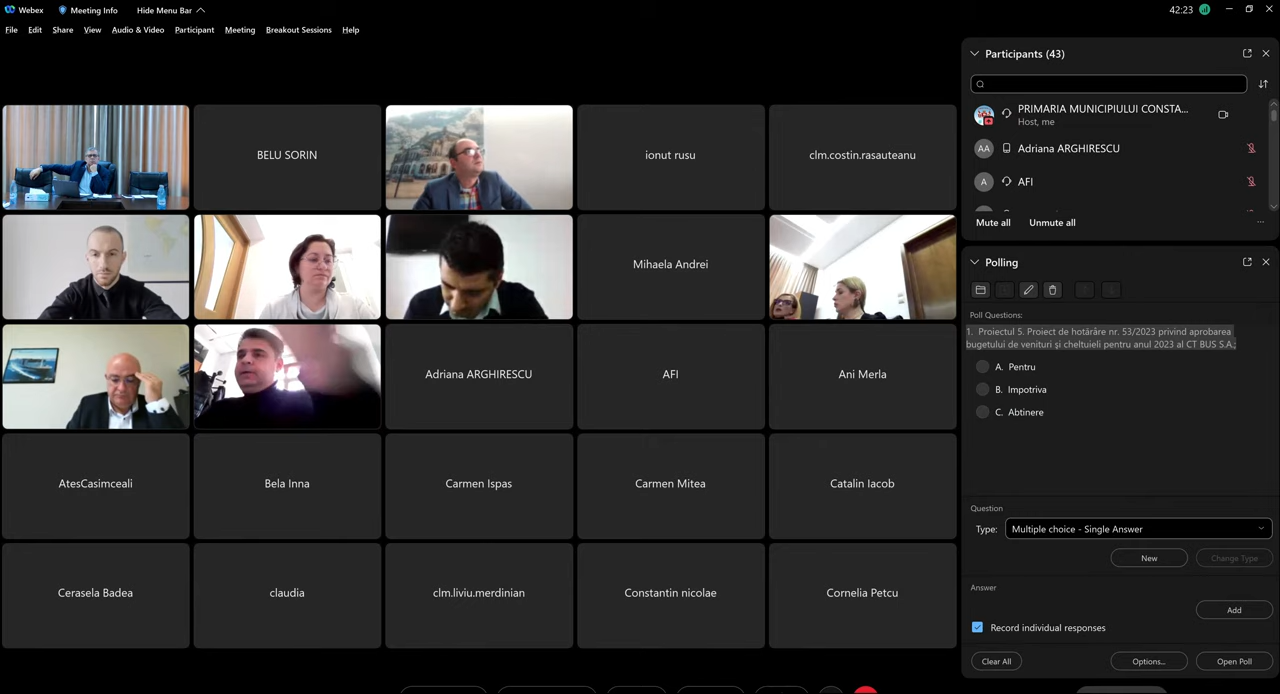 Webex
Meeting Info
Hide Menu Bar
42:23
File Edit Share View Audio & Video Participant Meeting Breakout Sessions Help
BELU SORIN
ionut rusu
clm.costin.rasauteanu
Mihaela Andrei
Adriana ARGHIRESCU
AFI
Ani Merla
AtesCasimceali
Bela Inna
Carmen Ispas
Carmen Mitea
Catalin Iacob
Cerasela Badea
claudia
clm.liviu.merdinian
Constantin nicolae
Cornelia Petcu
Participants (43)
PRIMARIA MUNICIPIULUI CONSTA...
Host, me
AA Adriana ARGHIRESCU
A AFI
Mute all
Unmute all
Polling
Poll Questions:
1. Proiectul 5. Proiect de hotărâre nr. 53/2023 privind aprobarea
bugetului de venituri și cheltuieli pentru anul 2023 al CT BUS S.A.;
A. Pentru
B. Impotriva
C. Abtinere
Question
Type: Multiple choice - Single Answer
New
Change Type
Answer
Add
Record individual responses
Clear All
Options...
Open Poll